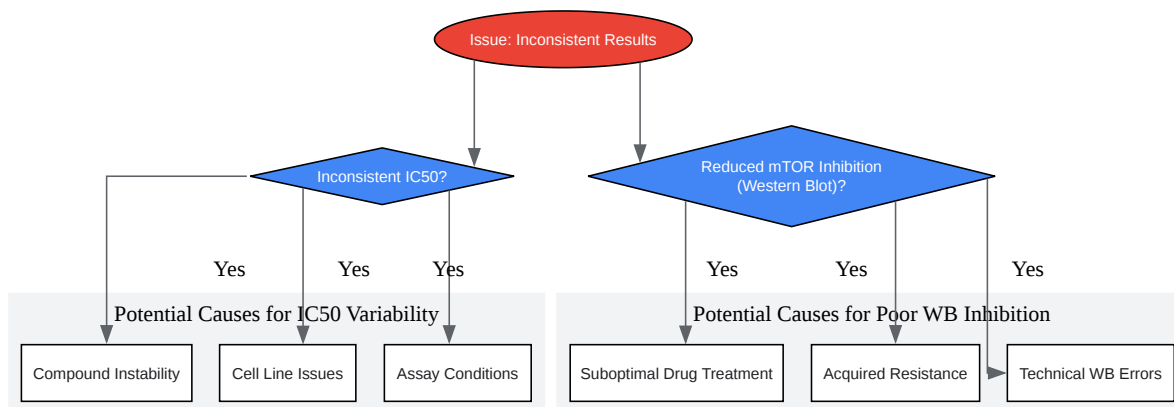 Issue: Inconsistent Results
Inconsistent IC50?
Reduced mTOR Inhibition
(Western Blot)?
Yes
Yes
Yes
Yes
Yes
Yes
Potential Causes for IC50 Variability
Potential Causes for Poor WB Inhibition
Compound Instability
Cell Line Issues
Assay Conditions
Suboptimal Drug Treatment
Acquired Resistance
Technical WB Errors